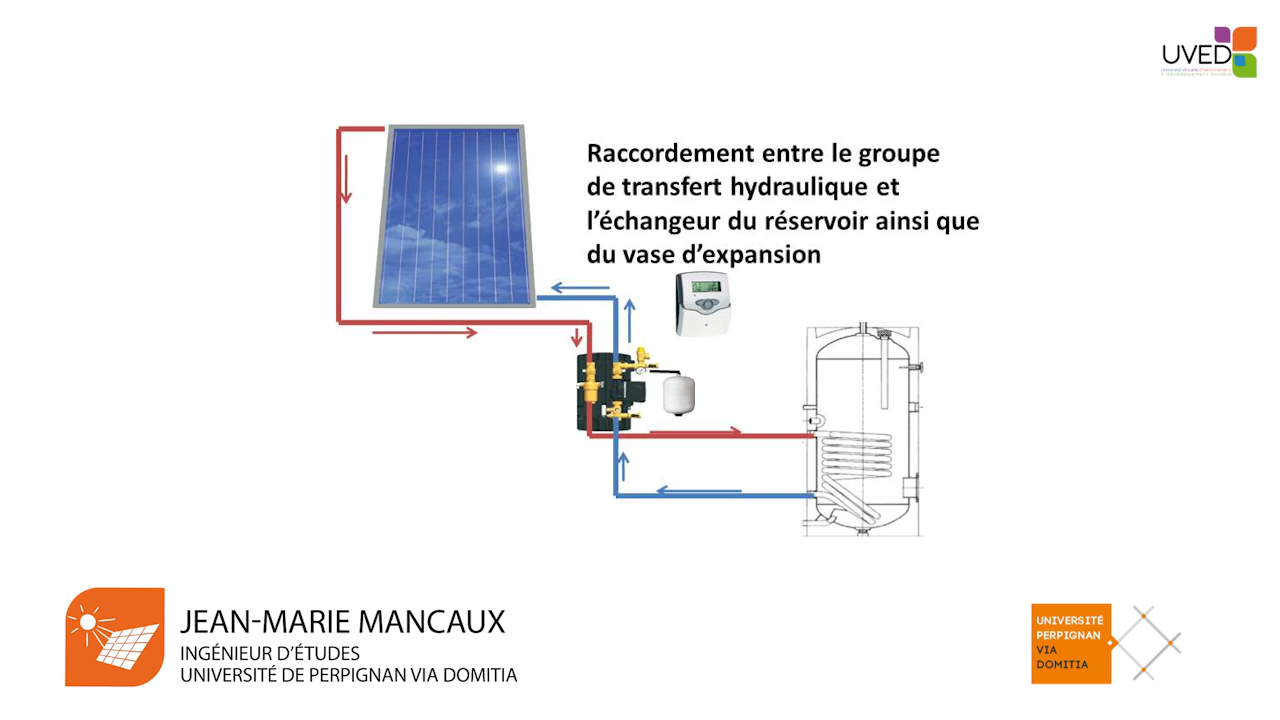 UVED
Raccordement entre le groupe
de transfert hydraulique et
l’échangeur du réservoir ainsi que
du vase d’expansion
JEAN-MARIE MANCAUX
INGÉNIEUR D’ÉTUDES
UNIVERSITÉ DE PERPIGNAN VIA DOMITIA
UNIVERSITÉ
PERPIGNAN
VIA
DOMITIA